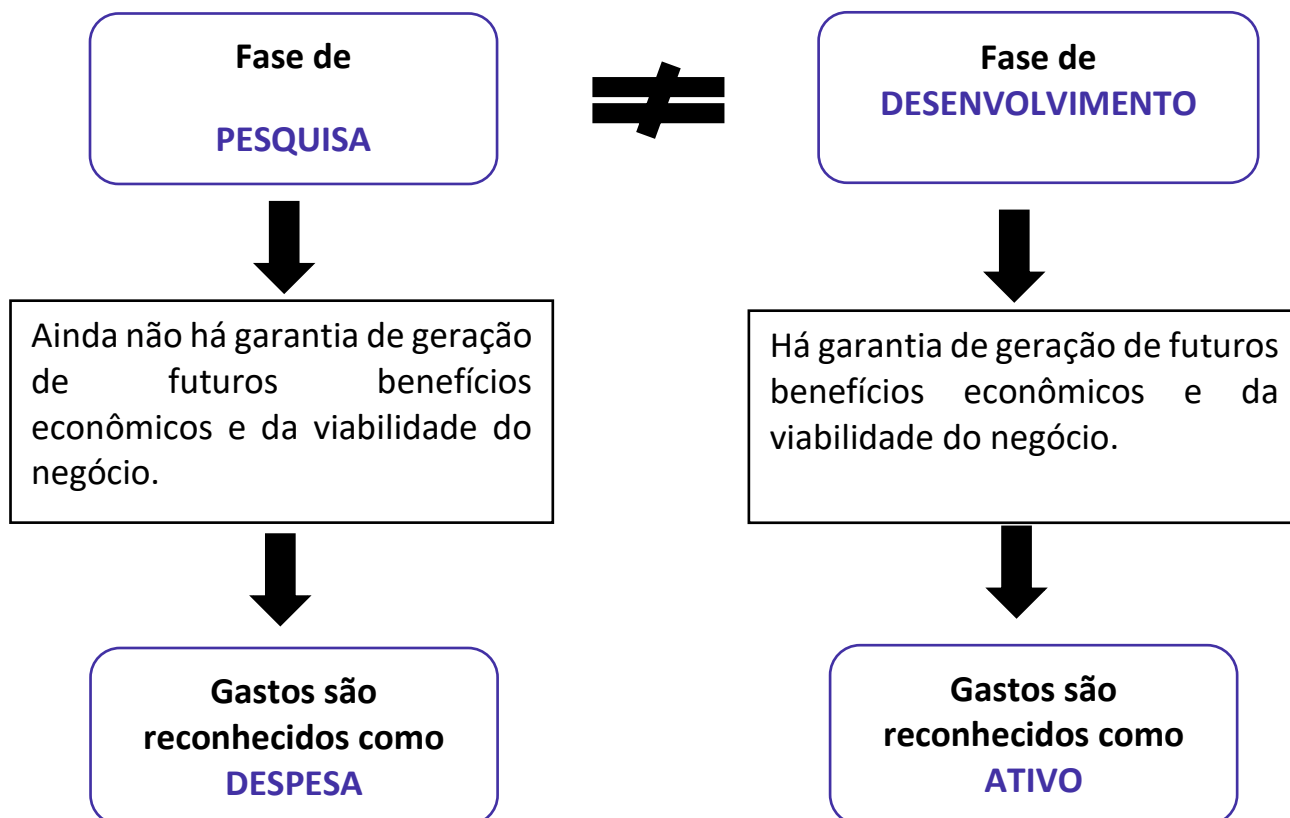 Fase de
PESQUISA
Fase de
DESENVOLVIMENTO
Ainda não há garantia de geração
de futuros benefícios
econômicos e da viabilidade do
negócio.
Há garantia de geração de futuros
benefícios econômicos e da
viabilidade do negócio.
Gastos são
reconhecidos como
DESPESA
Gastos são
reconhecidos como
ATIVO